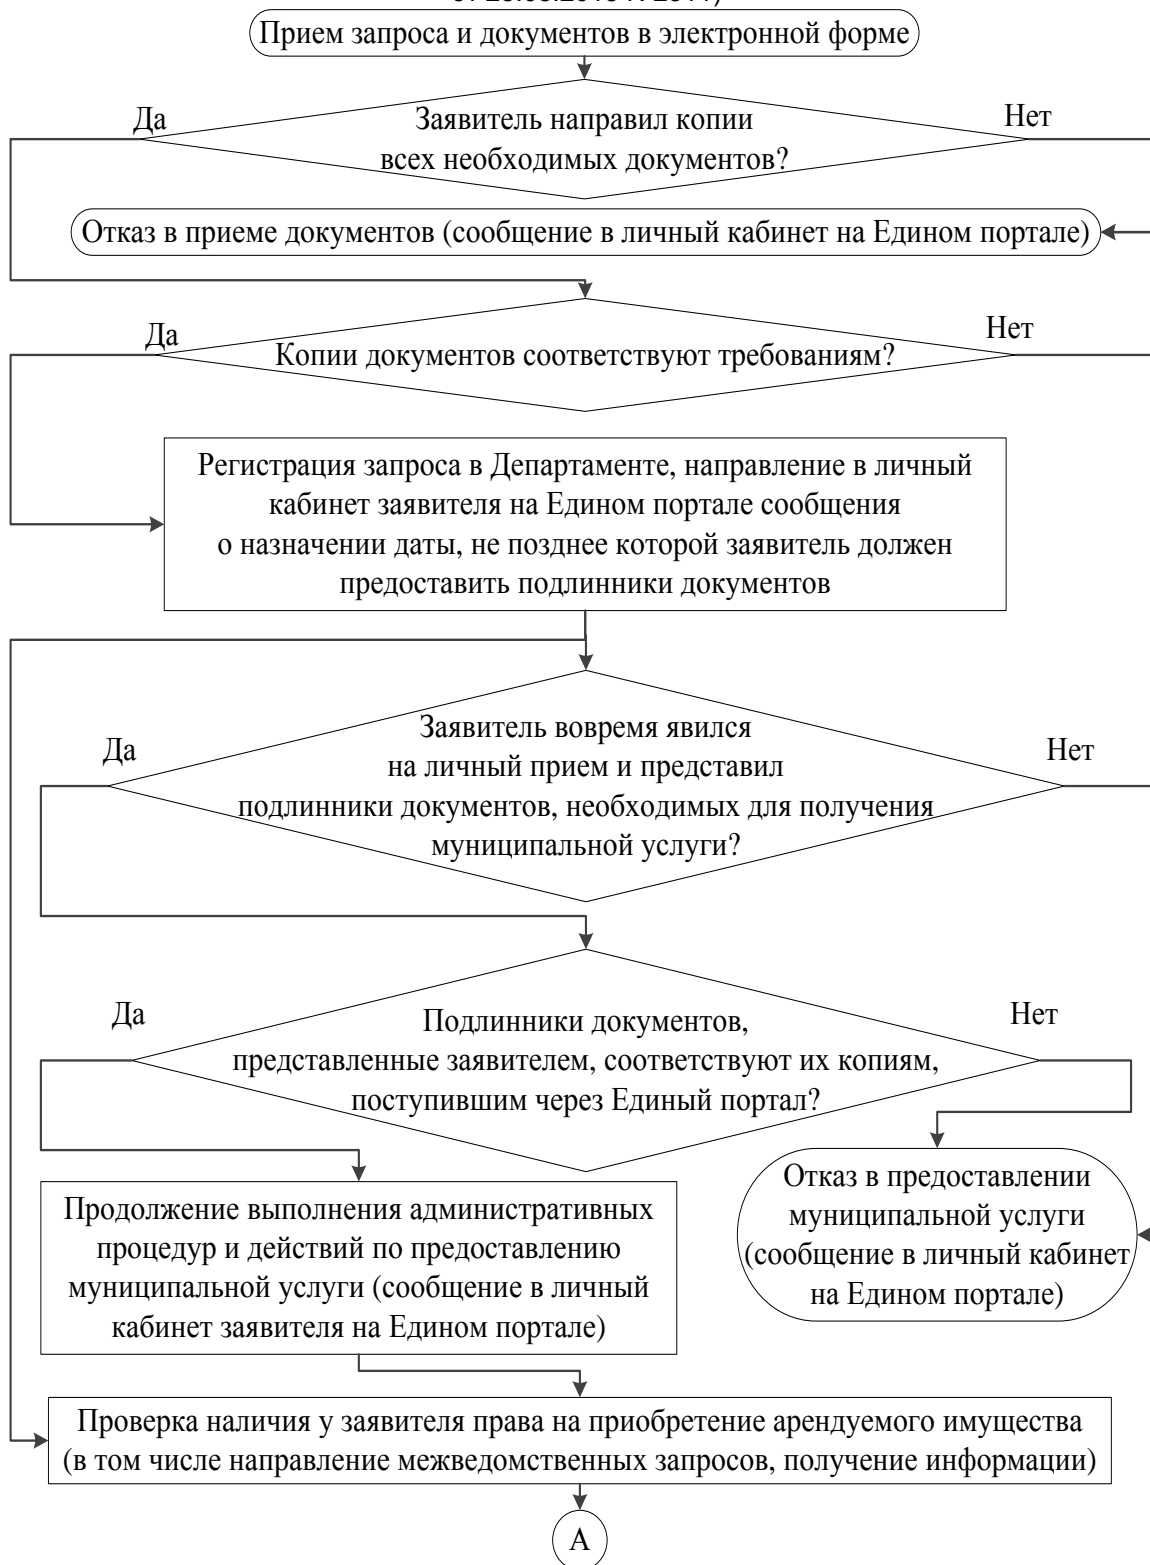 Прием запроса и документов в электронной форме
Да
Нет
Заявитель направил копии
всех необходимых документов?
Отказ в приеме документов (сообщение в личный кабинет на Едином портале)
Да
Нет
Копии документов соответствуют требованиям?
Регистрация запроса в Департаменте, направление в личный
кабинет заявителя на Едином портале сообщения
о назначении даты, не позднее которой заявитель должен
предоставить подлинники документов
Заявитель вовремя явился
Да
Нет
на личный прием и представил
подлинники документов, необходимых для получения
муниципальной услуги?
Да
Нет
Подлинники документов,
представленные заявителем, соответствуют их копиям,
поступившим через Единый портал?
Отказ в предоставлении
муниципальной услуги
(сообщение в личный кабинет
на Едином портале)
Продолжение выполнения административных
процедур и действий по предоставлению
муниципальной услуги (сообщение в личный
кабинет заявителя на Едином портале)
Проверка наличия у заявителя права на приобретение арендуемого имущества
(в том числе направление межведомственных запросов, получение информации)
А